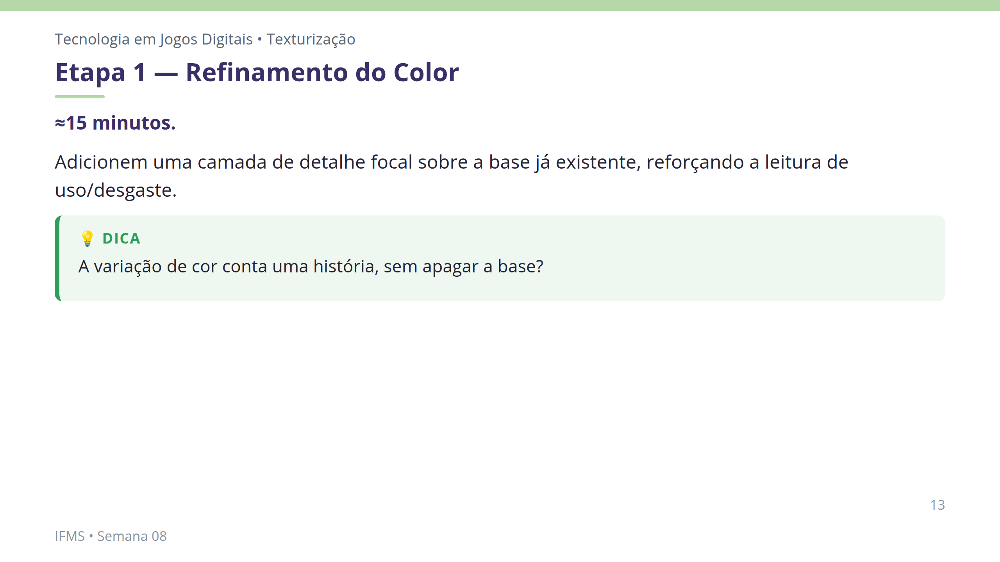 Tecnologia em Jogos Digitais • Texturização
Etapa 1 — Refinamento do Color
≈15 minutos.
Adicionem uma camada de detalhe focal sobre a base já existente, reforçando a leitura de
uso/desgaste.
💡 DICA
A variação de cor conta uma história, sem apagar a base?
13
IFMS • Semana 08